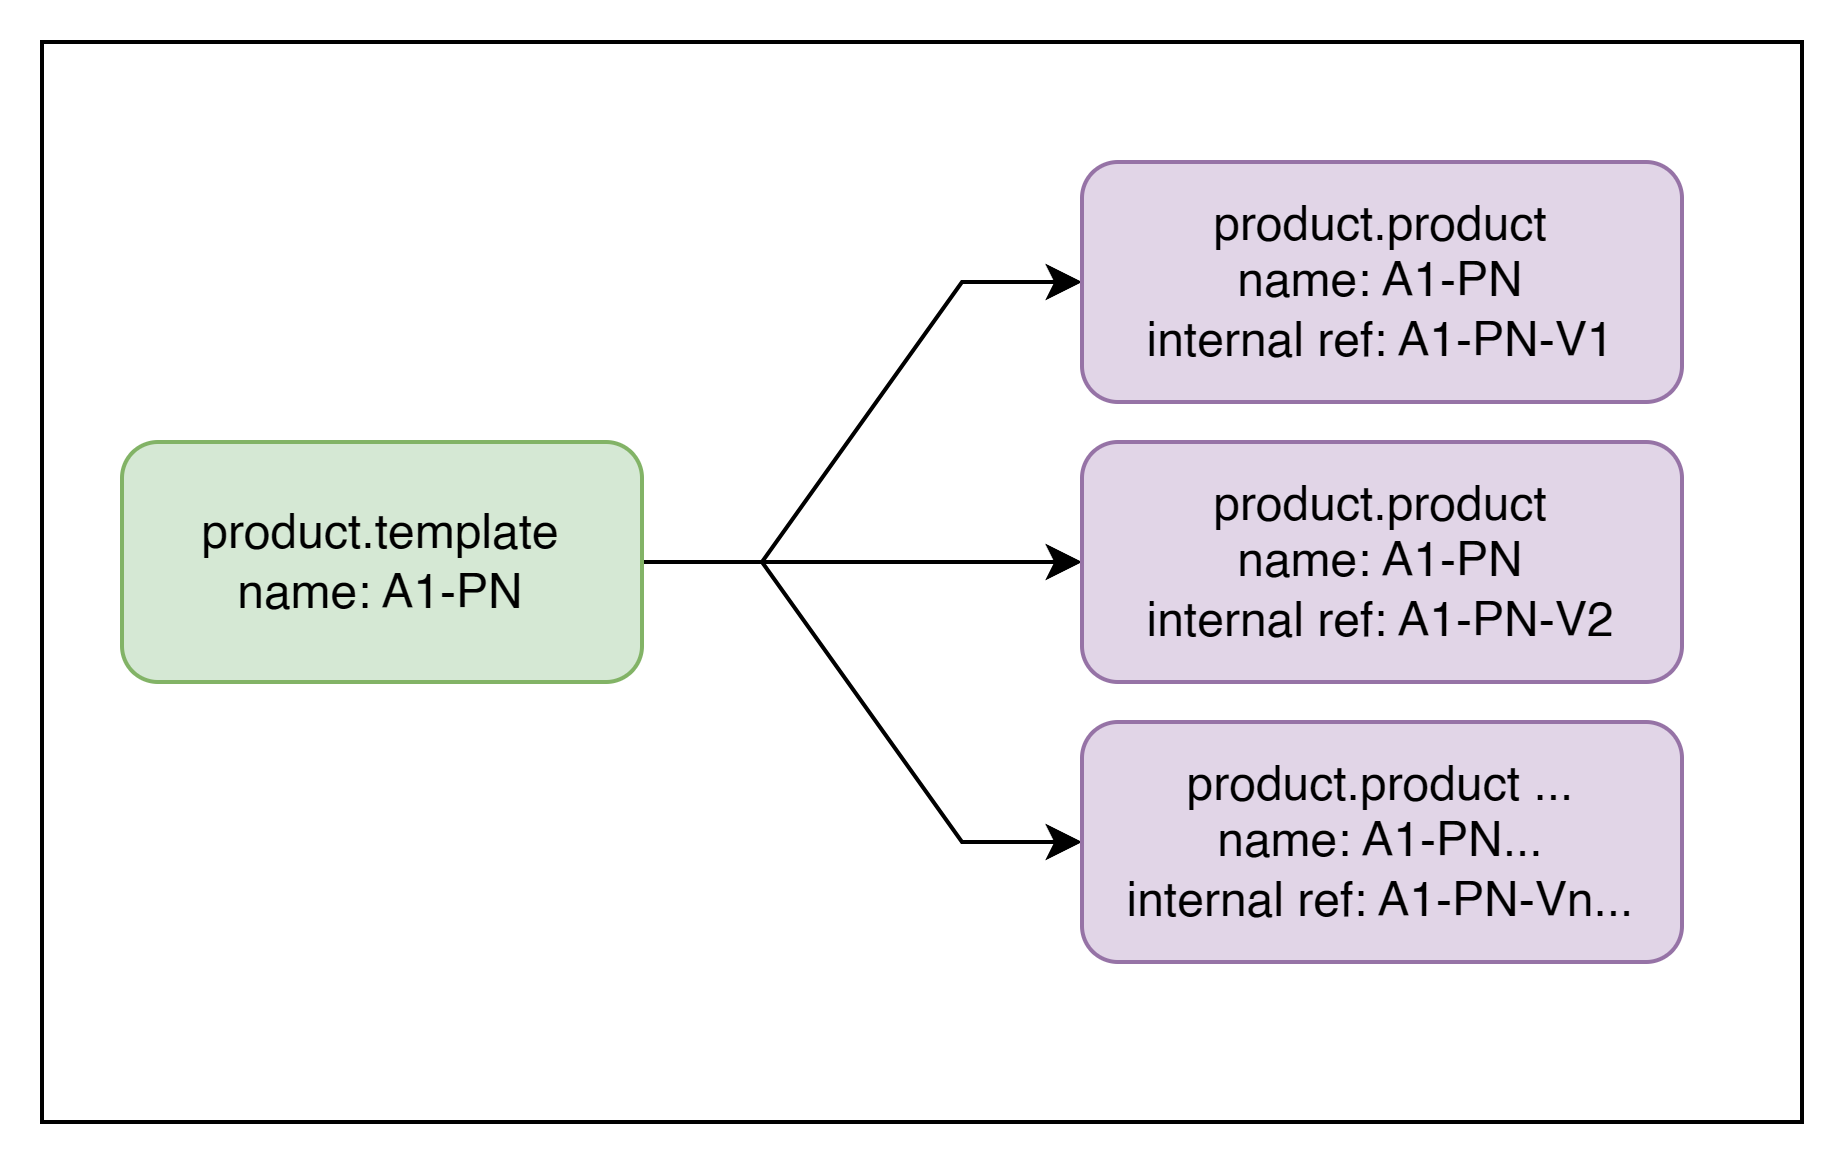 product.template
name: A1-PN
product.product
name: A1-PN
internal ref: A1-PN-V1
product.product
name: A1-PN
internal ref: A1-PN-V2
product.product ...
name: A1-PN...
internal ref: A1-PN-Vn...